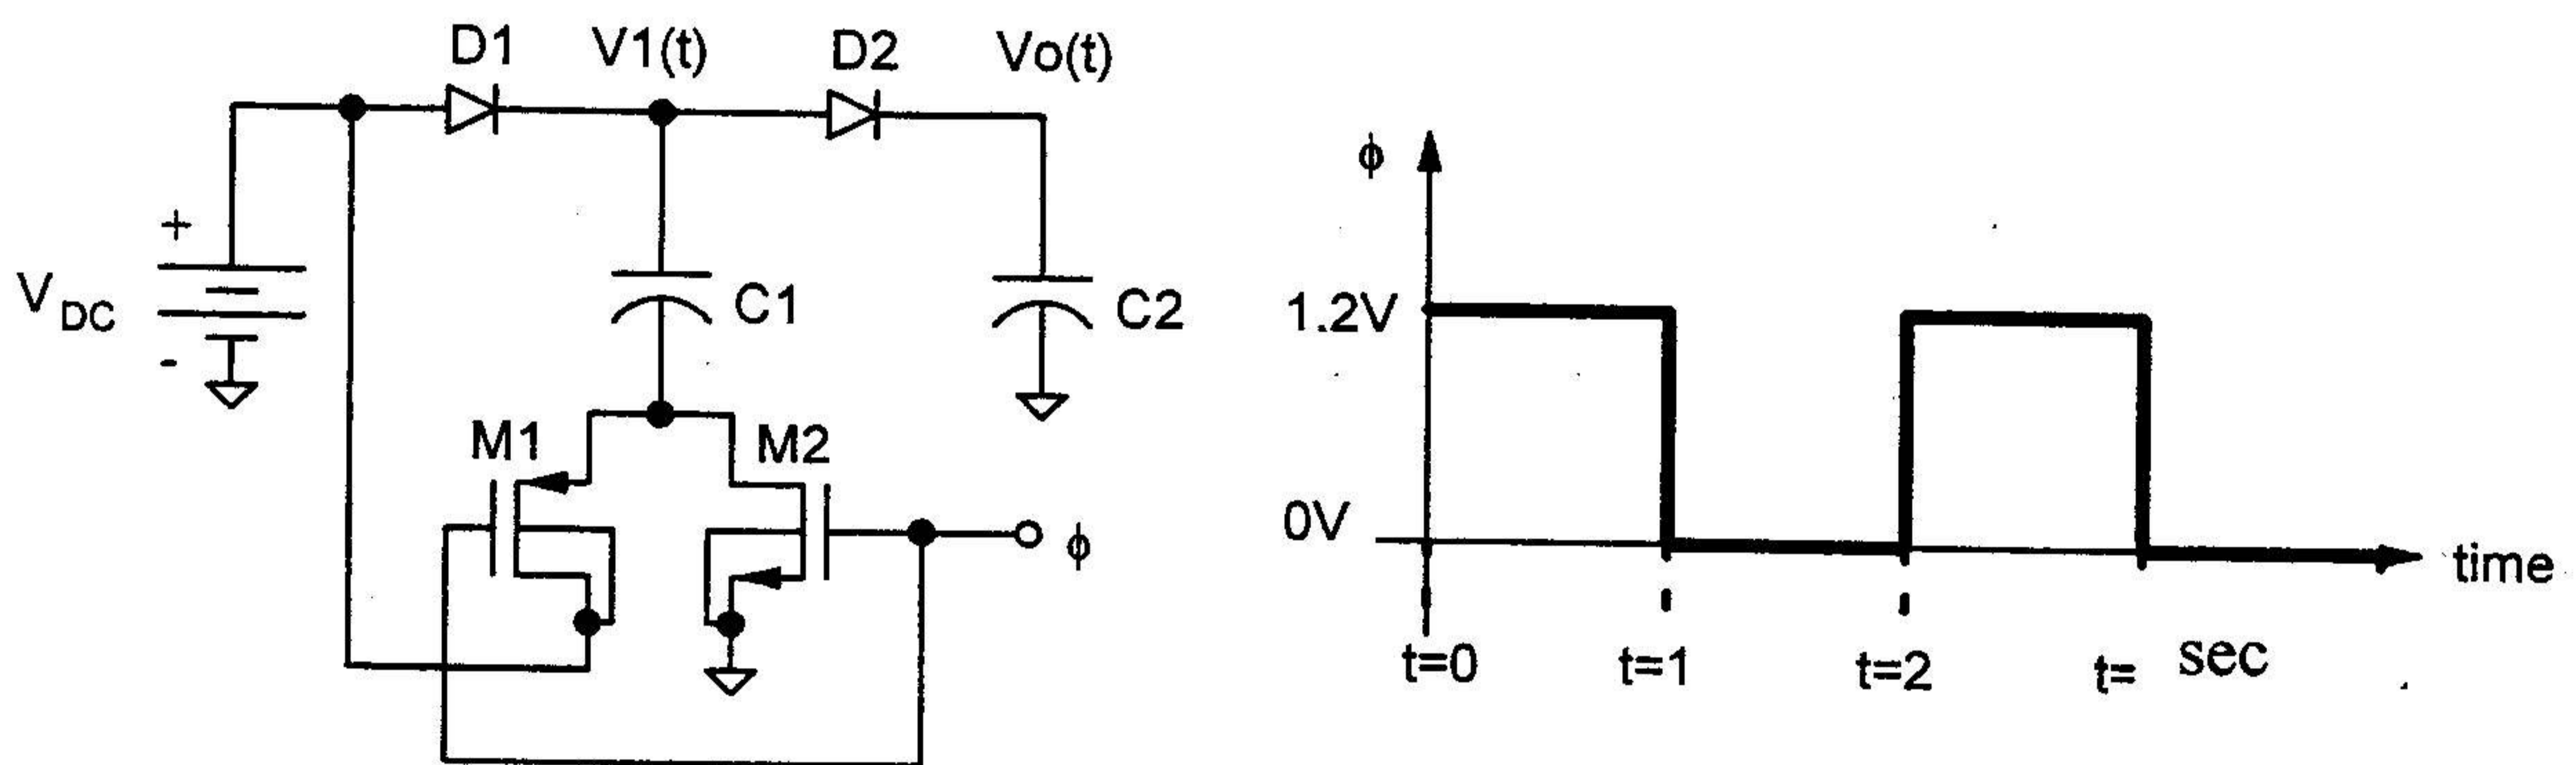 D1
V1(t)
D2
Vo(t)
+
V DC
-
C1
C2
M1
M2
ϕ
ϕ
1.2V
0V
time
t=0
t=1
t=2
t=
sec